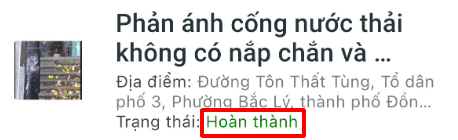 Phản ánh cống nước thải
không có nắp chắn và ...
Địa điểm: Đường Tôn Thất Tùng, Tổ dân
phố 3, Phường Bắc Lý, thành phố Đồn...
Trạng thái: Hoàn thành